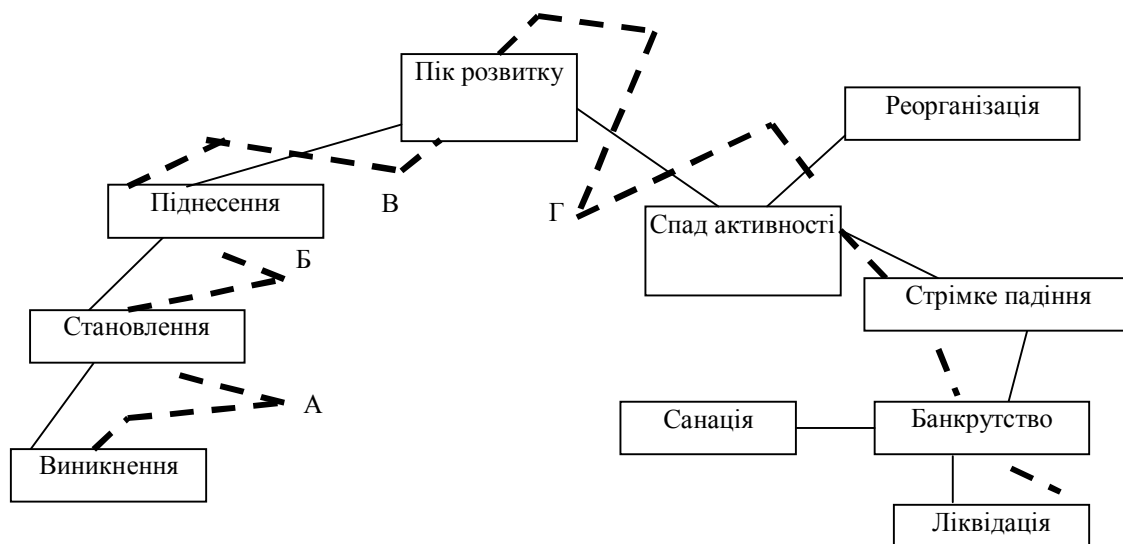 Пік розвитку
Реорганізація
Піднесення
В
Г
Спад активності
Б
Стрімке падіння
Становлення
А
Санація
Банкрутство
Виникнення
Ліквідація